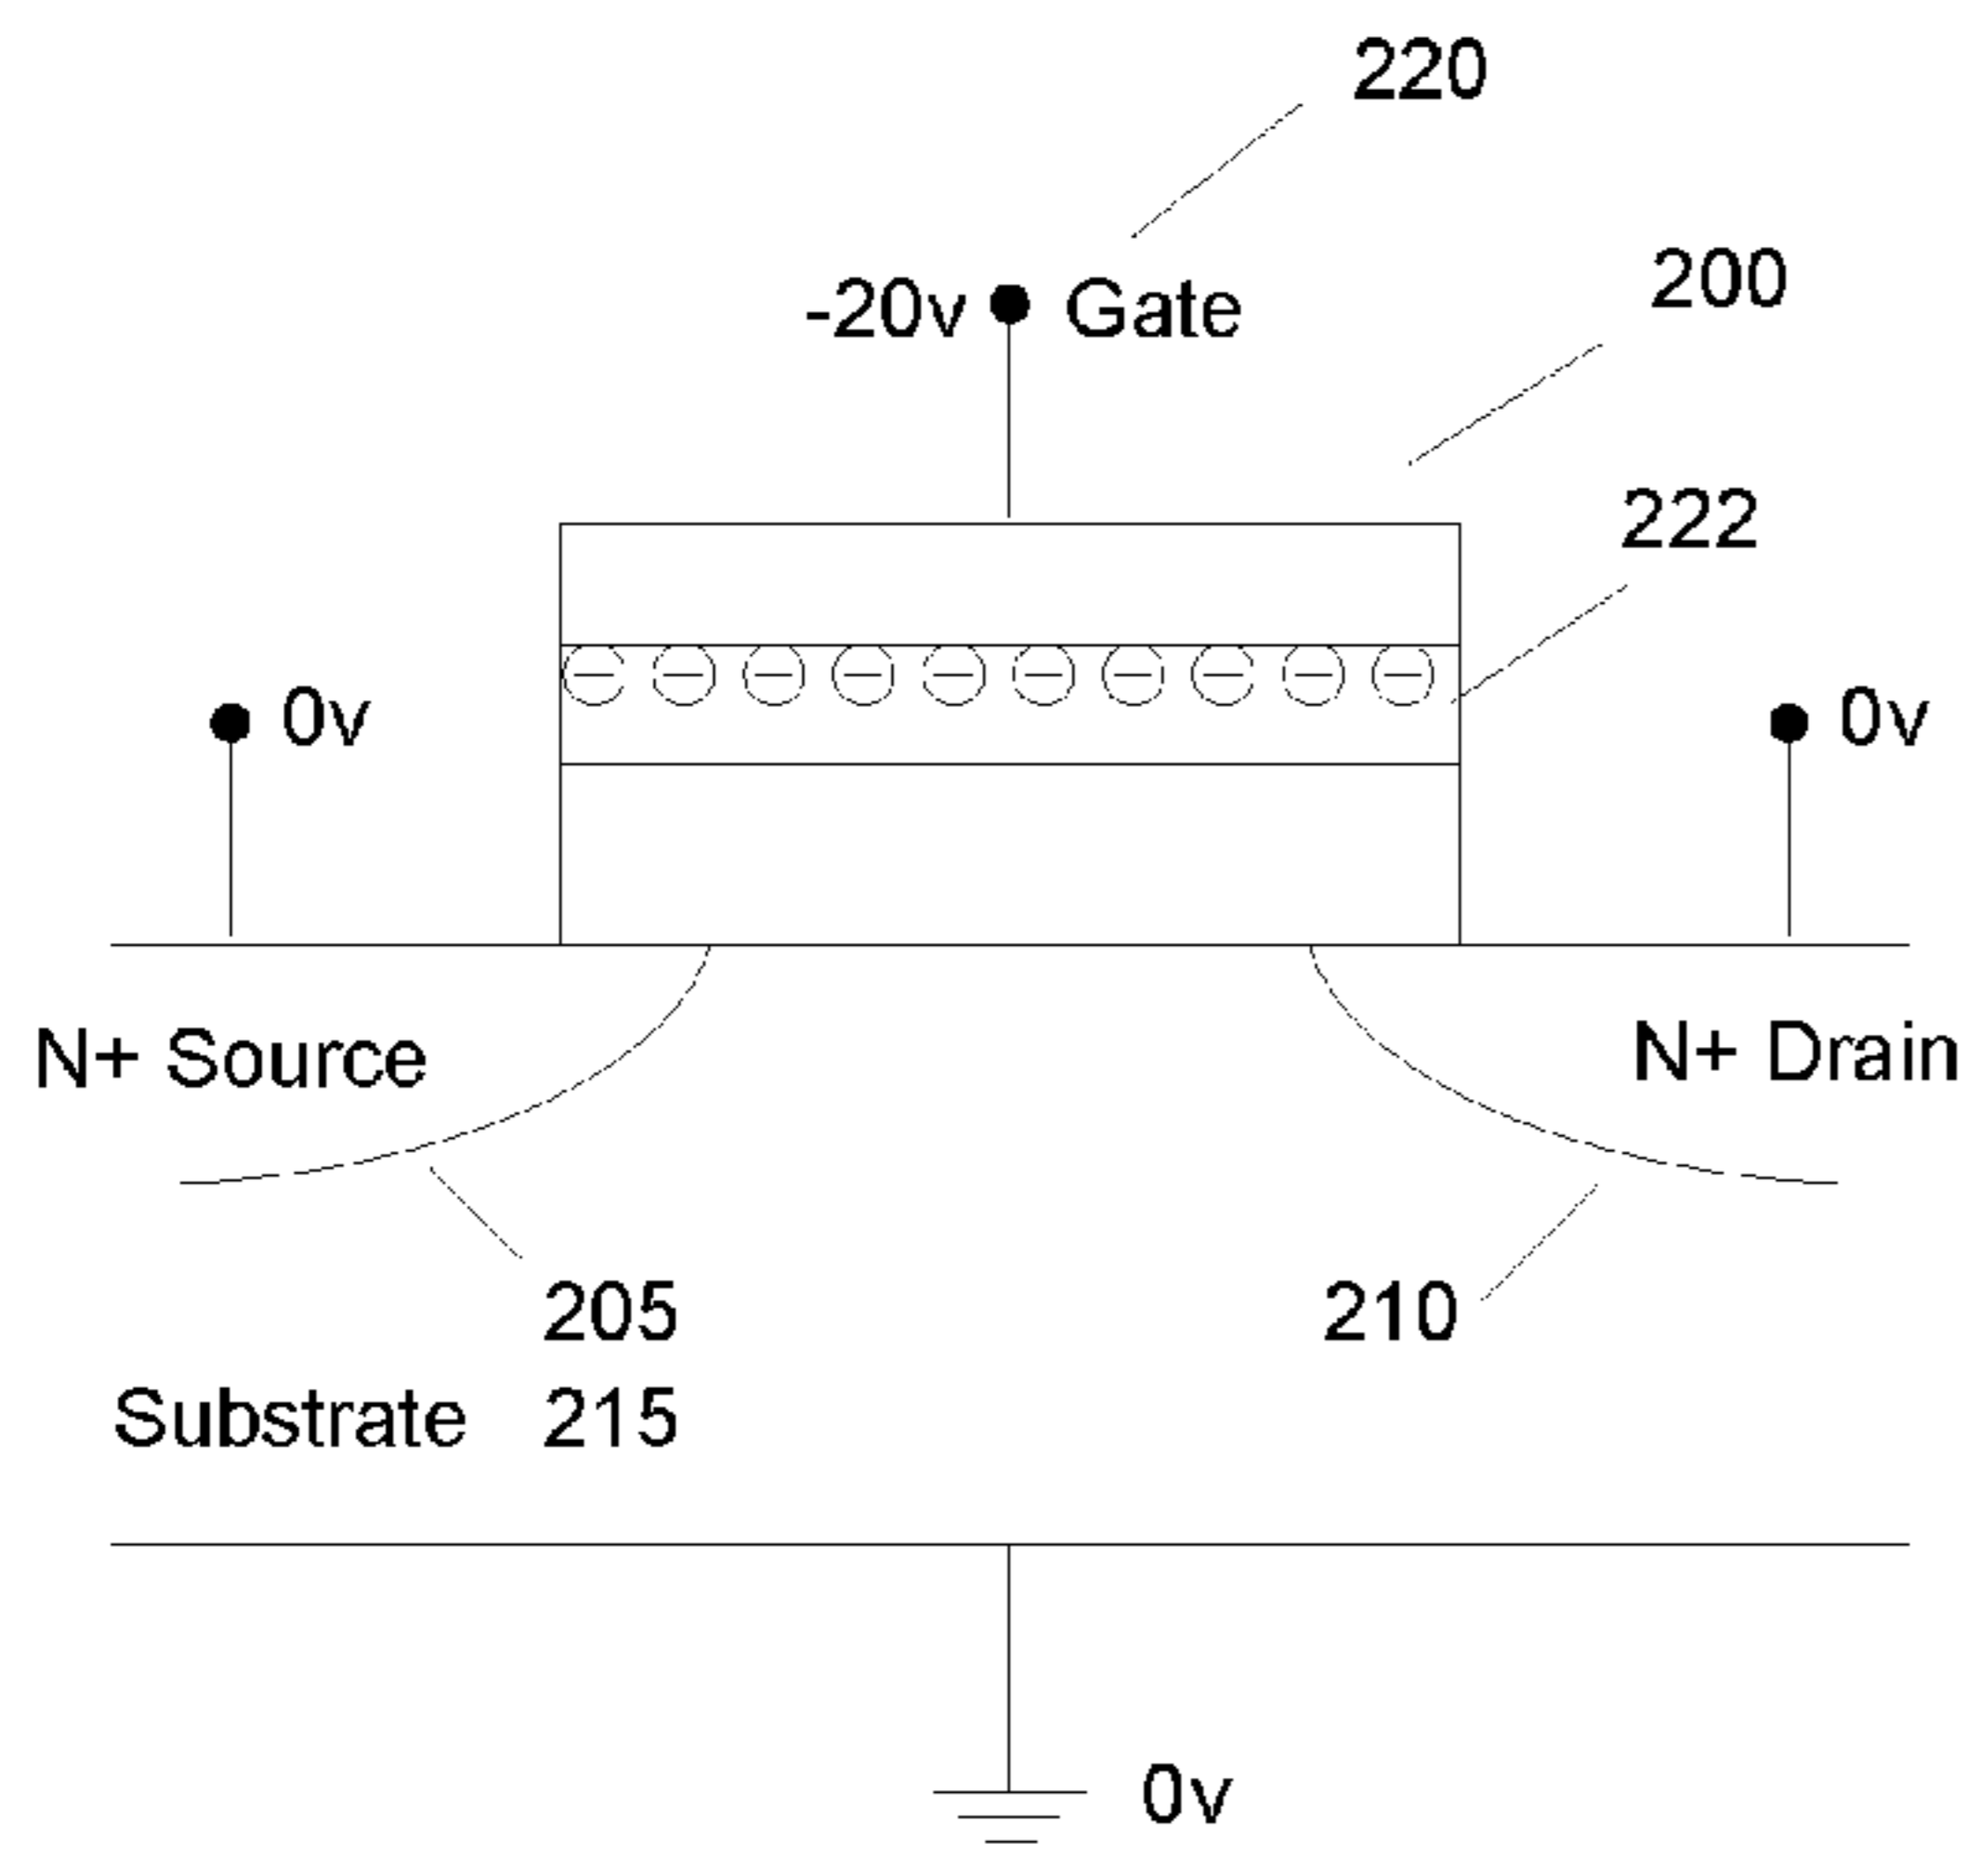 220
200
-20v Gate
222
0v
0v
N+ Source
N+ Drain
205
210
Substrate 215
0v